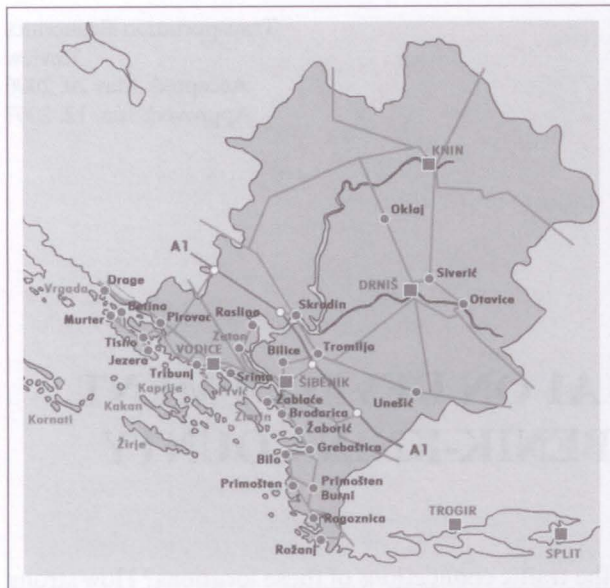 KNIN
Oklaj
A1
Siverić
Drage
DRNIŠ
Vrgada
Otavice
Betina
Skradin
Murter
Pirovac
Raslina
Zaton
Tisno
Tromilja
VODICE
Bilice
Jezera
Tribunj
Srima
ŠIBENIK
Kaprije
Prvić
Unešić
Zablaće
Kakan
Zlarin
Brodarica
Kornati
Žaborić
Žirje
Grebaštica
A1
Bilo
Primošten
Primošten
Burni
Rogoznica
TROGIR
Rožanj
SPLIT